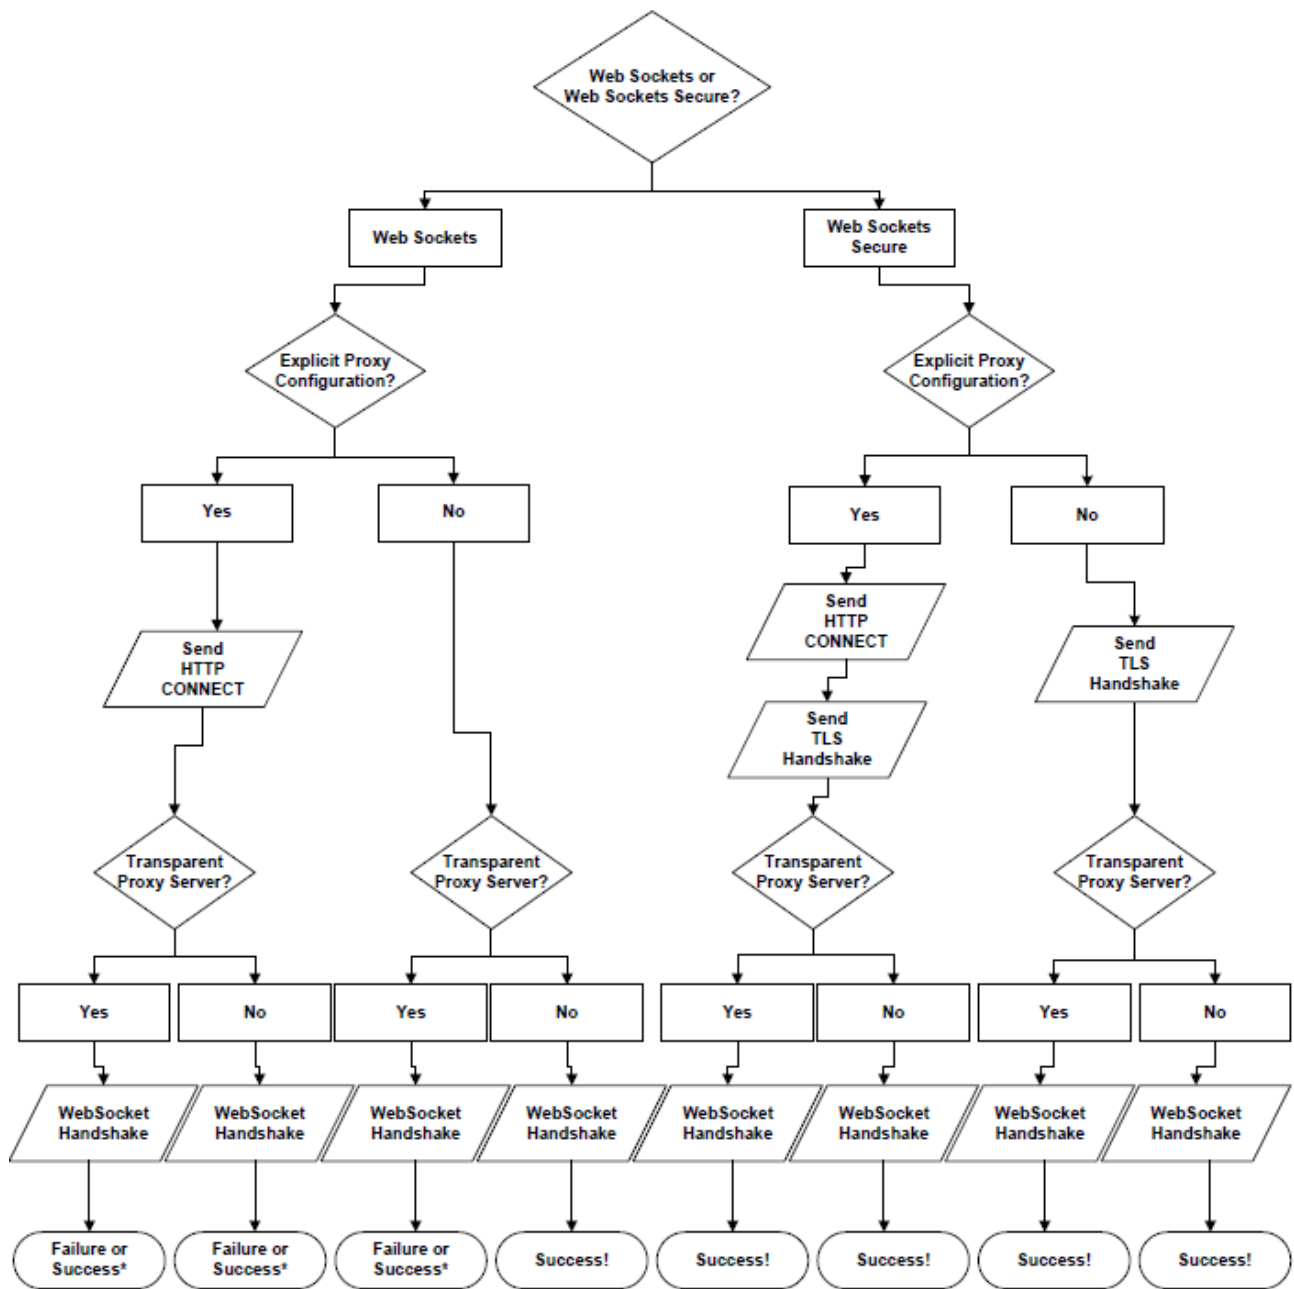 Web Sockets or
Web Sockets Secure?
Web Sockets
Web Sockets
Secure
Explicit Proxy
Configuration?
Explicit Proxy
Configuration?
Yes
No
Yes
No
Send
HTTP
CONNECT
Send
HTTP
CONNECT
Send
TLS
Handshake
Send
TLS
Handshake
Transparent
Proxy Server?
Transparent
Proxy Server?
Transparent
Proxy Server?
Transparent
Proxy Server?
Yes
No
Yes
No
Yes
No
Yes
No
WebSocket
Handshake
WebSocket
Handshake
WebSocket
Handshake
WebSocket
Handshake
WebSocket
Handshake
WebSocket
Handshake
WebSocket
Handshake
WebSocket
Handshake
Failure or
Success*
Failure or
Success*
Failure or
Success*
Success!
Success!
Success!
Success!
Success!